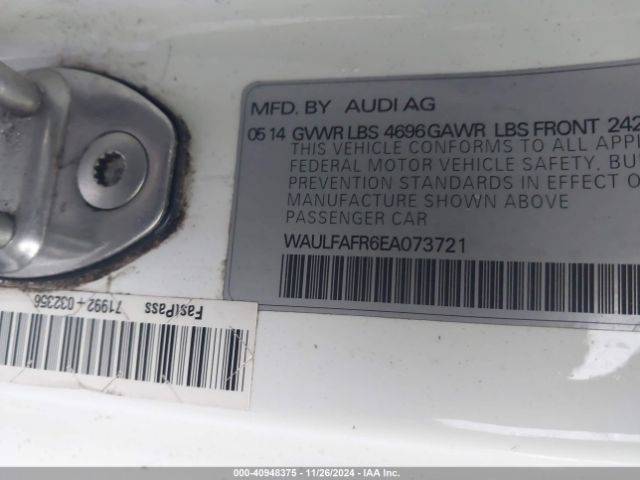 MFD. BY AUDI AG
05 14 GVWR LBS 4696 GAWR LBS FRONT 242
THIS VEHICLE CONFORMS TO ALL APPL
FEDERAL MOTOR VEHICLE SAFETY, BU
PREVENTION STANDARDS IN EFFECT O
MANUFACTURE SHOWN ABOVE
PASSENGER CAR
WAULFAFR6EA073721
FastPass
71992 - 032356
000-40948375 - 11/26/2024 - IAA Inc.